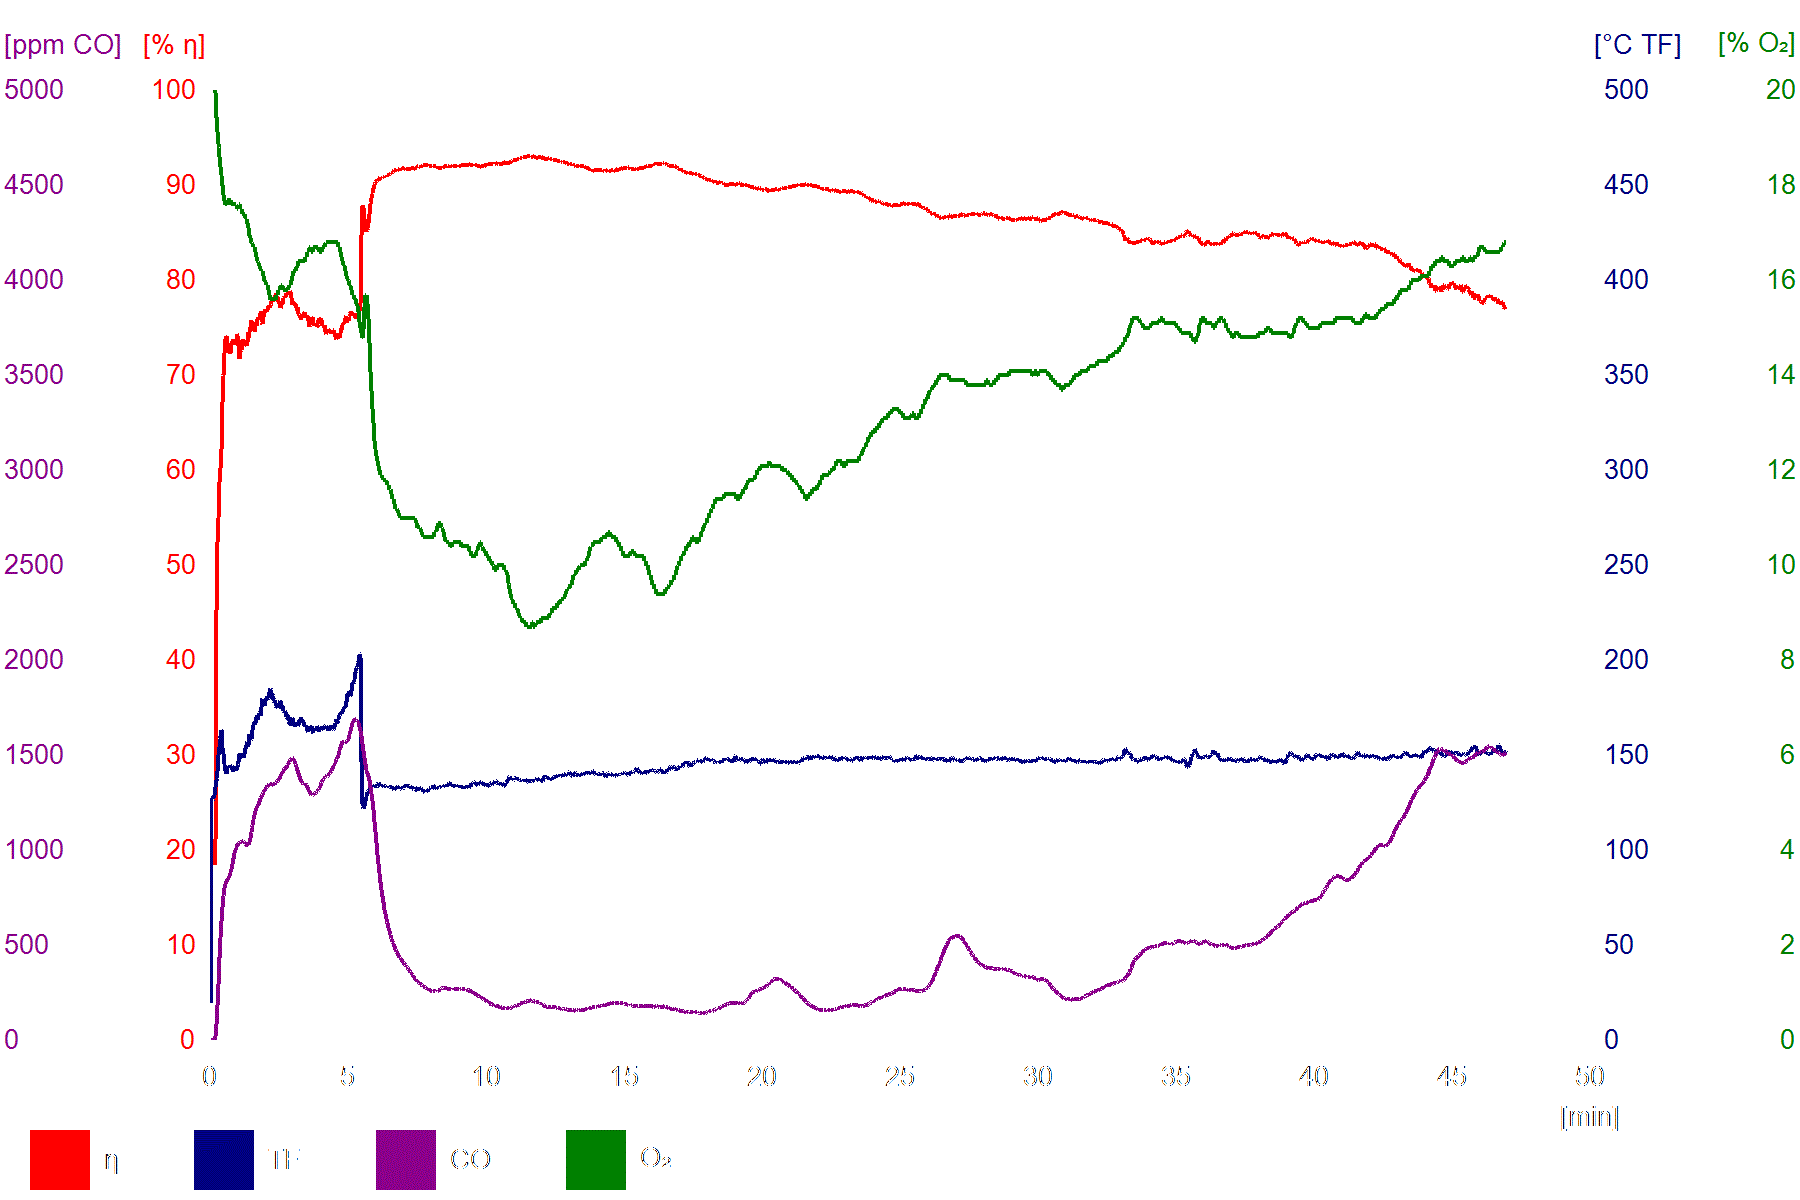 [ppm CO] [% η] [°C TF] [% O₂]
5000 100 500 20
4500 90 450 18
4000 80 400 16
3500 70 350 14
3000 60 300 12
2500 50 250 10
2000 40 200 8
1500 30 150 6
1000 20 100 4
500 10 50 2
0 0 0 0
0 5 10 15 20 25 30 35 40 45 50
[min]
η TF CO O₂